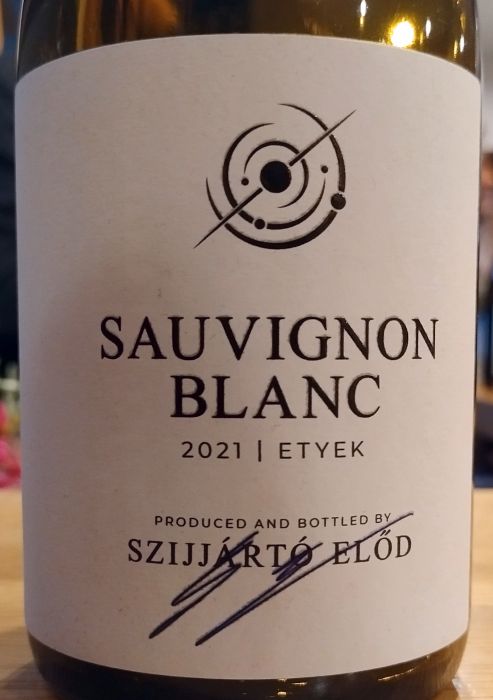 SAUVIGNON
BLANC
2021 | ETYEK
PRODUCED AND BOTTLED BY
SZIJJÁRTÓ ELŐD